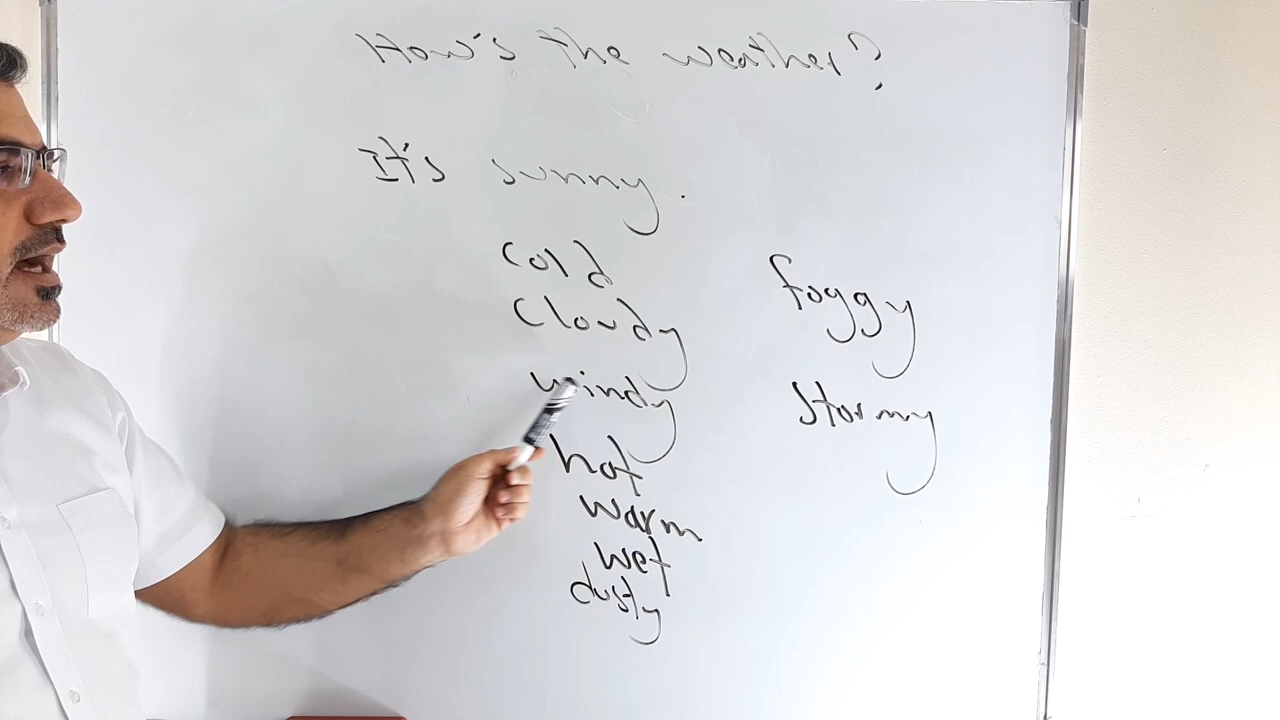 How's the weather?
It's sunny.
cold
cloudy
windy
hot
warm
wet
dusty
foggy
stormy